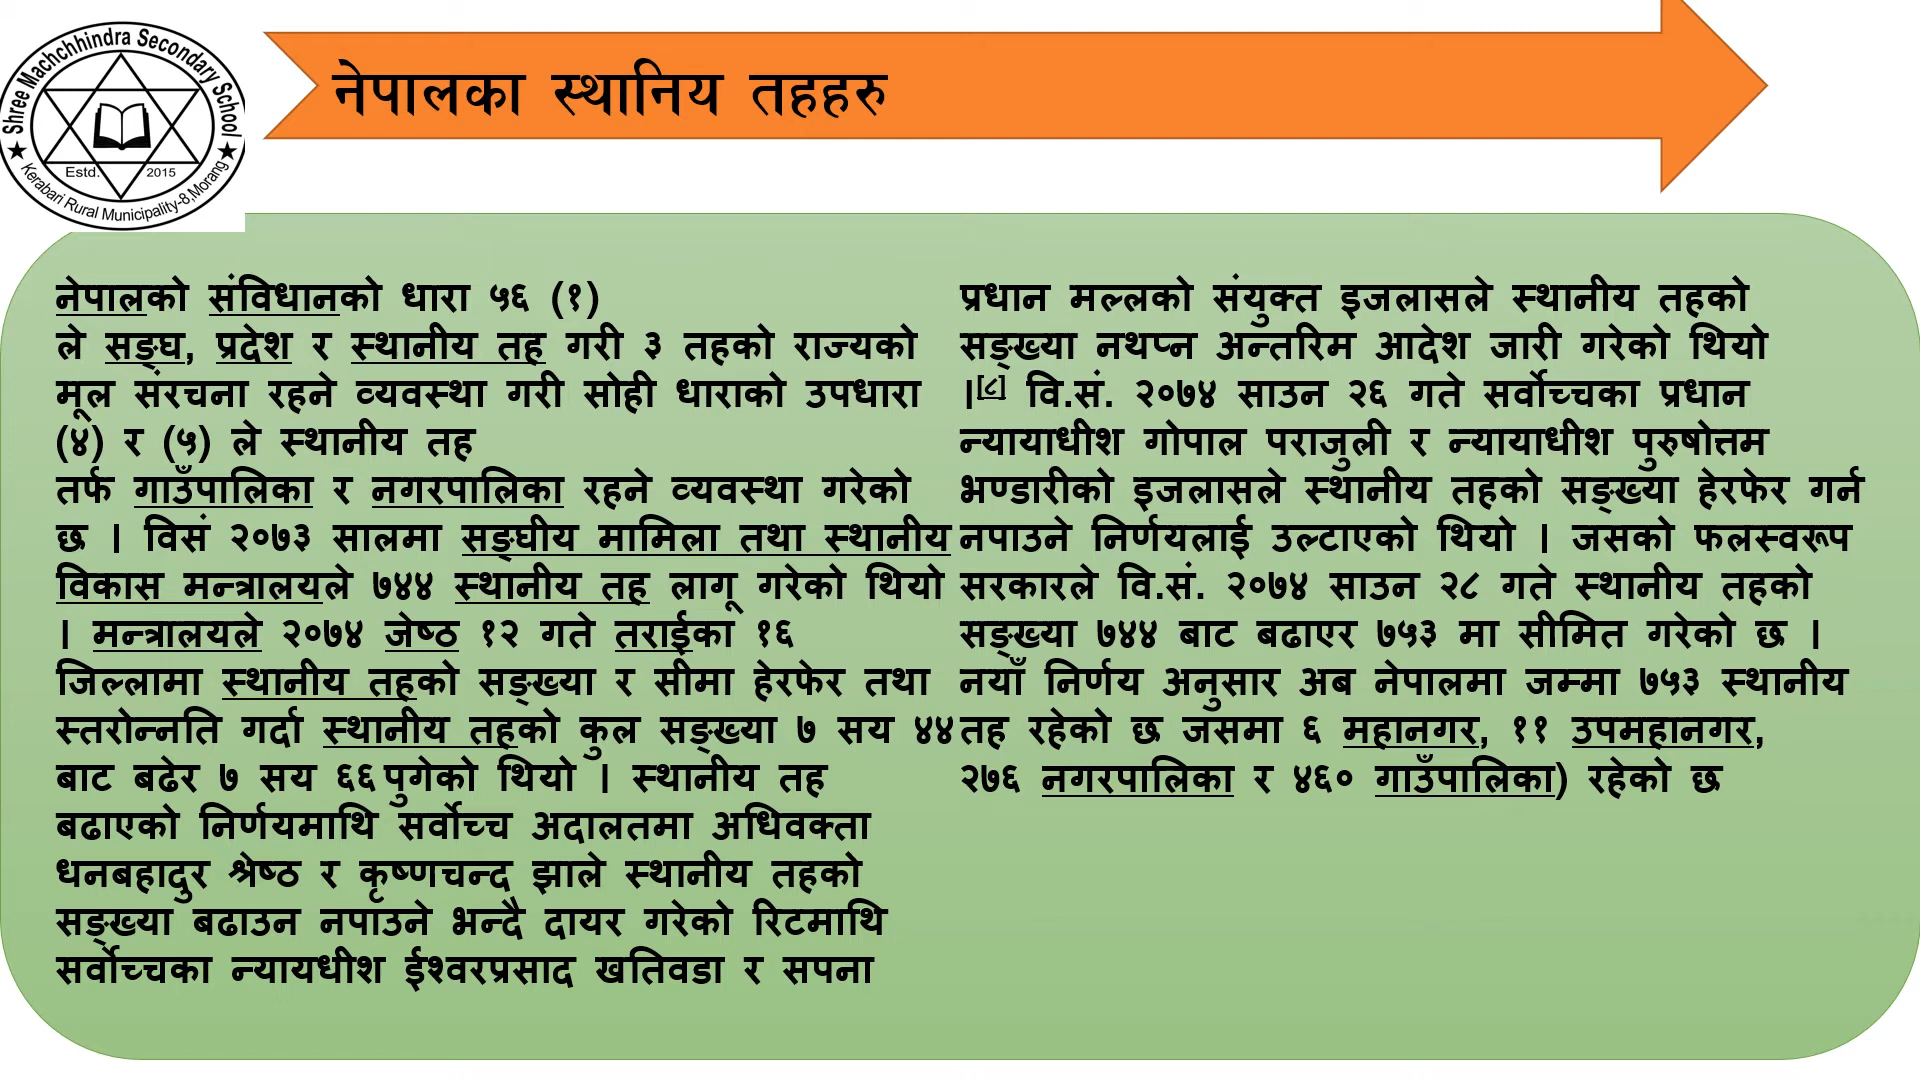 Shree Machchhindra Secondary School
Estd. 2015
Kerabari Rural Municipality-8,Morang
नेपालका स्थानिय तहहरु
नेपालको संविधानको धारा ५६ (१)
ले सङ्घ, प्रदेश र स्थानीय तह गरी ३ तहको राज्यको
मूल संरचना रहने व्यवस्था गरी सोही धाराको उपधारा
(४) र (५) ले स्थानीय तह
तर्फ गाउँपालिका र नगरपालिका रहने व्यवस्था गरेको
छ । विसं २०७३ सालमा सङ्घीय मामिला तथा स्थानीय
विकास मन्त्रालयले ७४४ स्थानीय तह लागू गरेको थियो
। मन्त्रालयले २०७४ जेष्ठ १२ गते तराईका १६
जिल्लामा स्थानीय तहको सङ्ख्या र सीमा हेरफेर तथा
स्तरोन्नति गर्दा स्थानीय तहको कुल सङ्ख्या ७ सय ४४
बाट बढेर ७ सय ६६ पुगेको थियो । स्थानीय तह
बढाएको निर्णयमाथि सर्वोच्च अदालतमा अधिवक्ता
धनबहादुर श्रेष्ठ र कृष्णचन्द झाले स्थानीय तहको
सङ्ख्या बढाउन नपाउने भन्दै दायर गरेको रिटमाथि
सर्वोच्चका न्यायधीश ईश्वरप्रसाद खतिवडा र सपना
प्रधान मल्लको संयुक्त इजलासले स्थानीय तहको
सङ्ख्या नथप्न अन्तरिम आदेश जारी गरेको थियो
।[८] वि.सं. २०७४ साउन २६ गते सर्वोच्चका प्रधान
न्यायाधीश गोपाल पराजुली र न्यायाधीश पुरुषोत्तम
भण्डारीको इजलासले स्थानीय तहको सङ्ख्या हेरफेर गर्न
नपाउने निर्णयलाई उल्टाएको थियो । जसको फलस्वरूप
सरकारले वि.सं. २०७४ साउन २८ गते स्थानीय तहको
सङ्ख्या ७४४ बाट बढाएर ७५३ मा सीमित गरेको छ ।
नयाँ निर्णय अनुसार अब नेपालमा जम्मा ७५३ स्थानीय
तह रहेको छ जसमा ६ महानगर, ११ उपमहानगर,
२७६ नगरपालिका र ४६० गाउँपालिका) रहेको छ